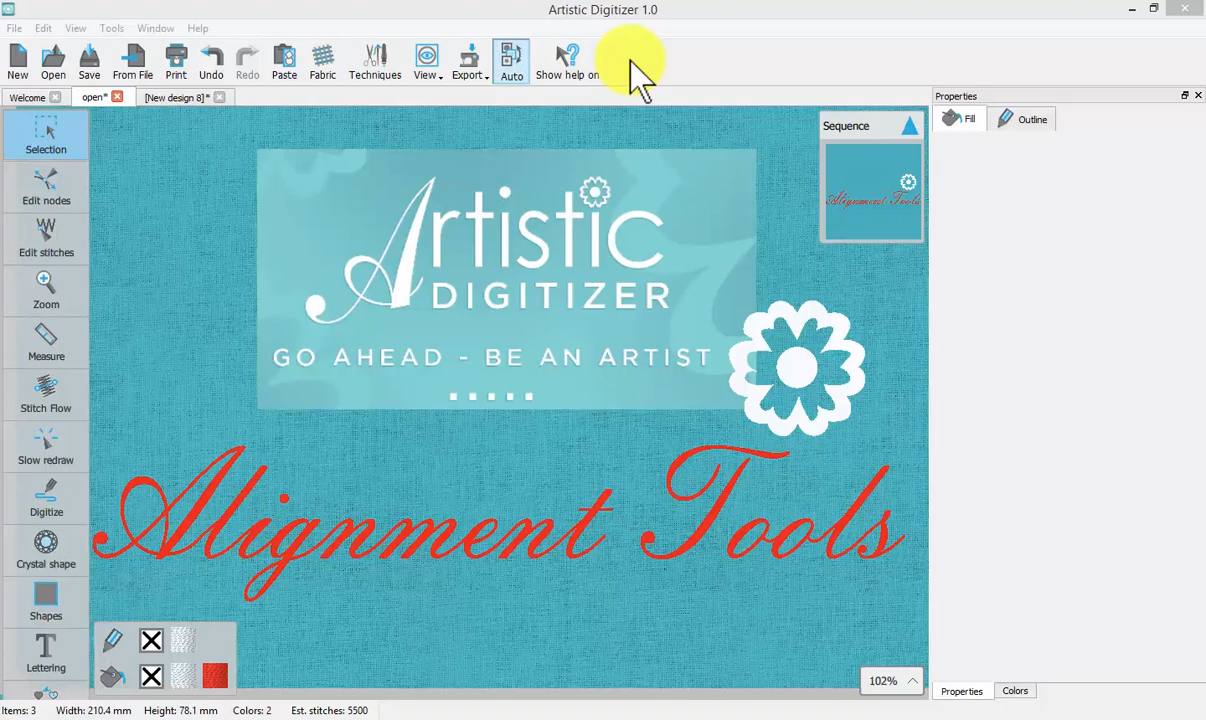 Artistic Digitizer 1.0
File Edit View Tools Window Help
New Open Save From File Print Undo Redo Paste Fabric Techniques View Export Auto Show help on
Welcome open* [New design 8]*
Properties
Fill Outline
Selection
Edit nodes
Edit stitches
Zoom
Measure
Stitch Flow
Slow redraw
Digitize
Crystal shape
Shapes
Lettering
Sequence
Alignment Tools
Artistic
DIGITIZER
GO AHEAD - BE AN ARTIST
Alignment Tools
102%
Properties Colors
Items: 3 Width: 210.4 mm Height: 78.1 mm Colors: 2 Est. stitches: 5500